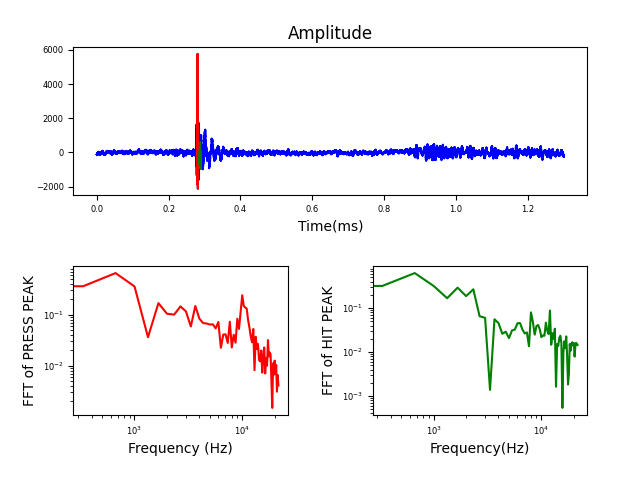 Amplitude
6000
4000
2000
0
−2000
0.0 0.2 0.4 0.6 0.8 1.0 1.2
Time(ms)
FFT of PRESS PEAK
10⁻¹
10⁻²
10³ 10⁴
Frequency (Hz)
FFT of HIT PEAK
10⁻¹
10⁻²
10⁻³
10³ 10⁴
Frequency(Hz)